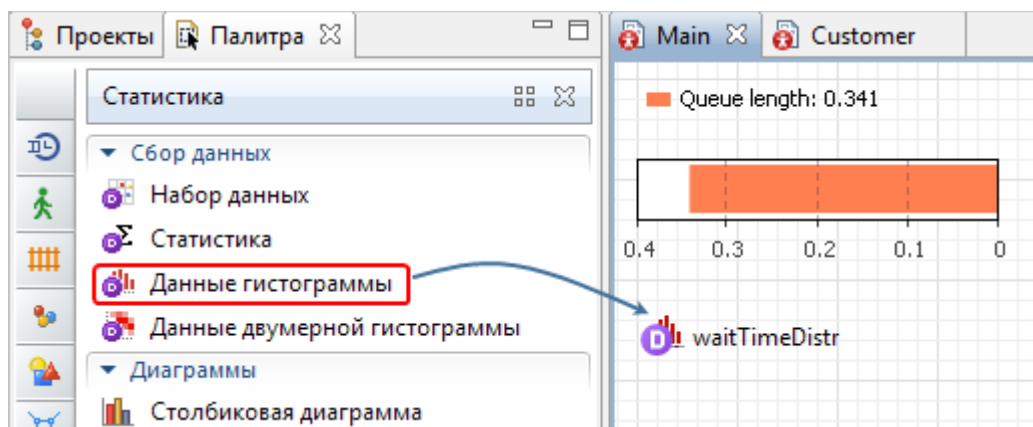 Проекты
Палитра
Статистика
Сбор данных
Набор данных
Статистика
Данные гистограммы
Данные двумерной гистограммы
Диаграммы
Столбиковая диаграмма
Main
Customer
Queue length: 0.341
0.4 0.3 0.2 0.1 0
waitTimeDistr